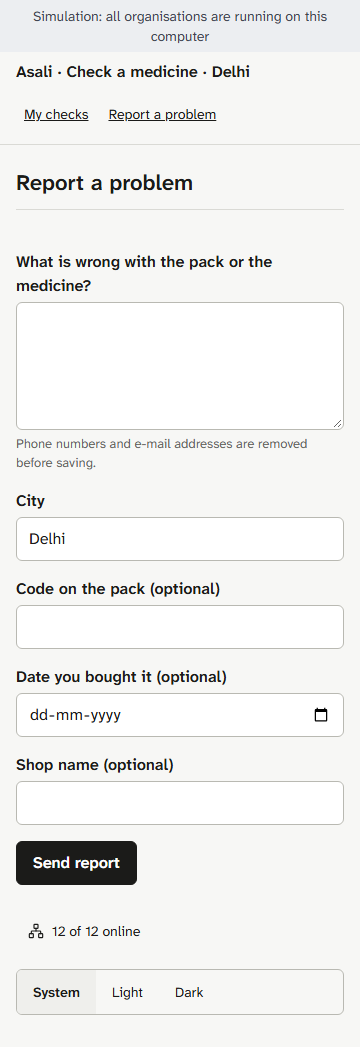 Simulation: all organisations are running on this
computer
Asali · Check a medicine · Delhi
My checks
Report a problem
Report a problem
What is wrong with the pack or the
medicine?
Phone numbers and e-mail addresses are removed
before saving.
City
Delhi
Code on the pack (optional)
Date you bought it (optional)
dd-mm-yyyy
Shop name (optional)
Send report
12 of 12 online
System
Light
Dark